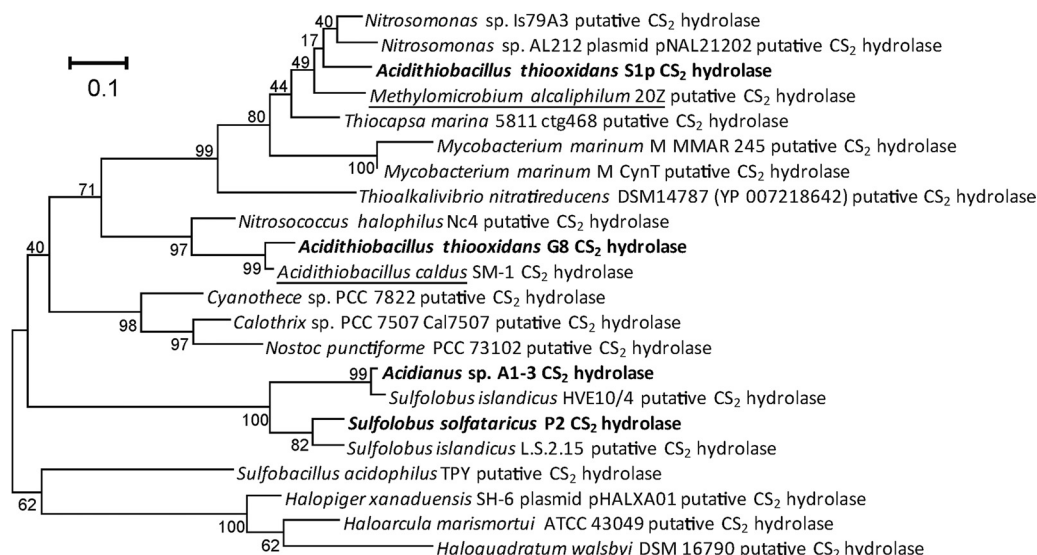 40
Nitrosomonas sp. Is79A3 putative CS2 hydrolase
17
Nitrosomonas sp. AL212 plasmid pNAL21202 putative CS2 hydrolase
49
Acidithiobacillus thiooxidans S1p CS2 hydrolase
0.1
44
Methylomicrobium alcaliphilum 20Z putative CS2 hydrolase
80
Thiocapsa marina 5811 ctg468 putative CS2 hydrolase
99
Mycobacterium marinum M MMAR 245 putative CS2 hydrolase
100
Mycobacterium marinum M CynT putative CS2 hydrolase
71
Thioalkalivibrio nitratireducens DSM14787 (YP 007218642) putative CS2 hydrolase
Nitrosococcus halophilus Nc4 putative CS2 hydrolase
40
97
Acidithiobacillus thiooxidans G8 CS2 hydrolase
99
Acidithiobacillus caldus SM-1 CS2 hydrolase
Cyanothece sp. PCC 7822 putative CS2 hydrolase
98
Calothrix sp. PCC 7507 Cal7507 putative CS2 hydrolase
97
Nostoc punctiforme PCC 73102 putative CS2 hydrolase
99
Acidianus sp. A1-3 CS2 hydrolase
Sulfolobus islandicus HVE10/4 putative CS2 hydrolase
100
Sulfolobus solfataricus P2 CS2 hydrolase
82
Sulfolobus islandicus L.S.2.15 putative CS2 hydrolase
Sulfobacillus acidophilus TPY putative CS2 hydrolase
62
Halopiger xanaduensis SH-6 plasmid pHALXA01 putative CS2 hydrolase
100
Haloarcula marismortui ATCC 43049 putative CS2 hydrolase
62
Haloquadratum walsbyi DSM 16790 putative CS2 hydrolase